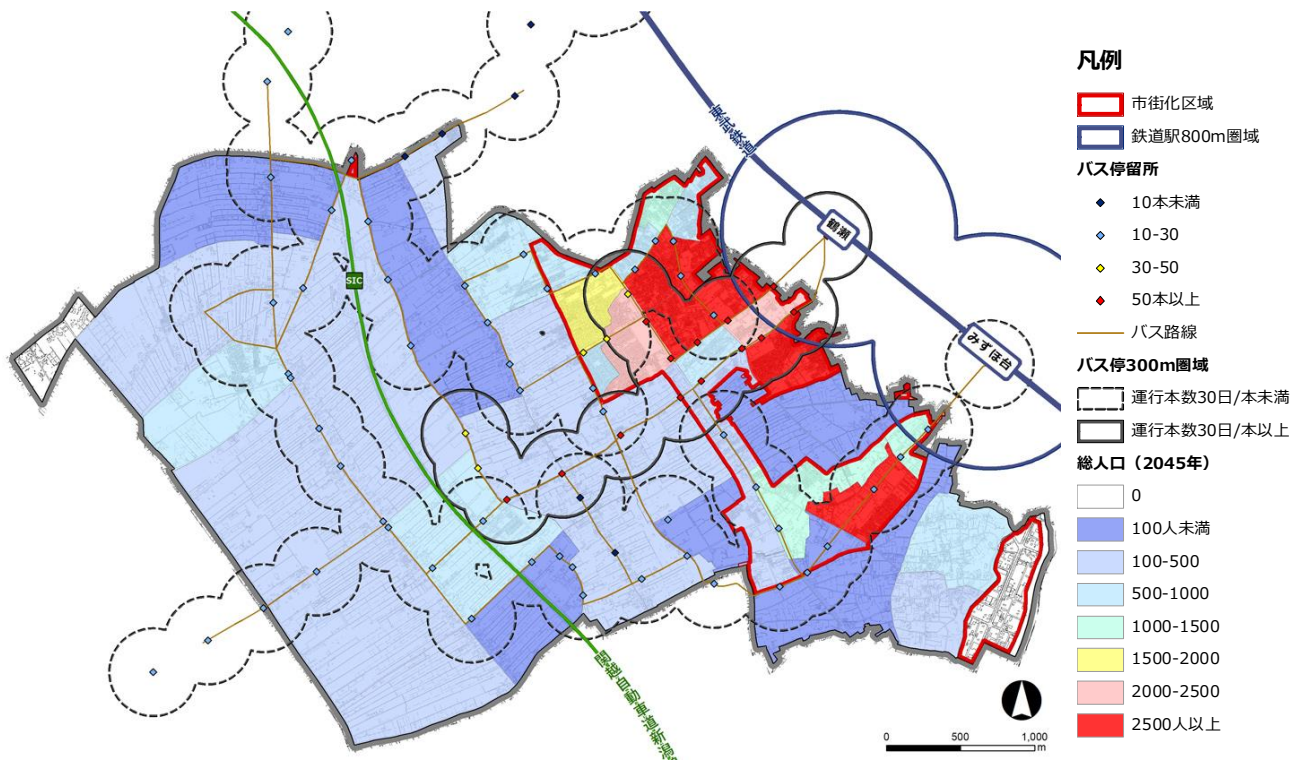 東武鉄道
鶴瀬
みずほ台
SIC
関越自動車道新潟
0
500
1,000
m
凡例
市街化区域
鉄道駅800m圏域
バス停留所
10本未満
10-30
30-50
50本以上
バス路線
バス停300m圏域
運行本数30日/本未満
運行本数30日/本以上
総人口（2045年）
0
100人未満
100-500
500-1000
1000-1500
1500-2000
2000-2500
2500人以上